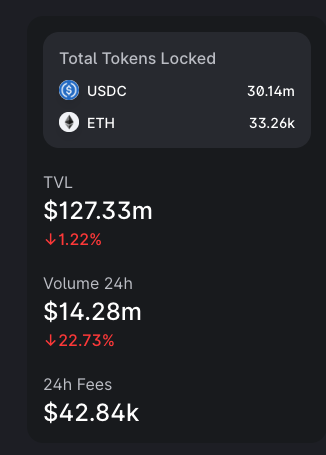 Total Tokens Locked
USDC 30.14m
ETH 33.26k
TVL
$127.33m
↓1.22%
Volume 24h
$14.28m
↓22.73%
24h Fees
$42.84k